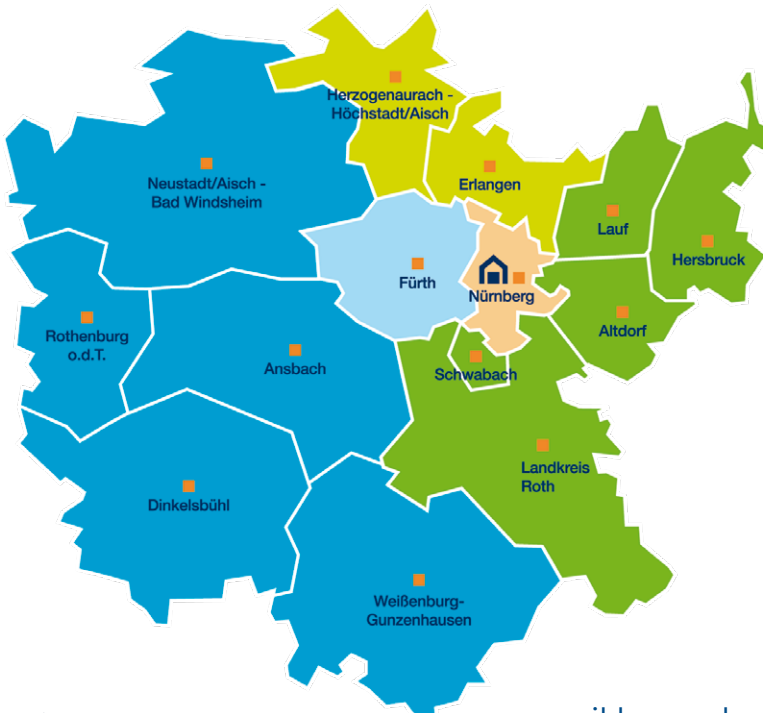 Herzogenaurach -
Höchstadt/Aisch
Neustadt/Aisch -
Bad Windsheim
Erlangen
Lauf
Hersbruck
Fürth
Nürnberg
Rothenburg
o.d.T.
Altdorf
Ansbach
Schwabach
Landkreis
Roth
Dinkelsbühl
Weißenburg-
Gunzenhausen